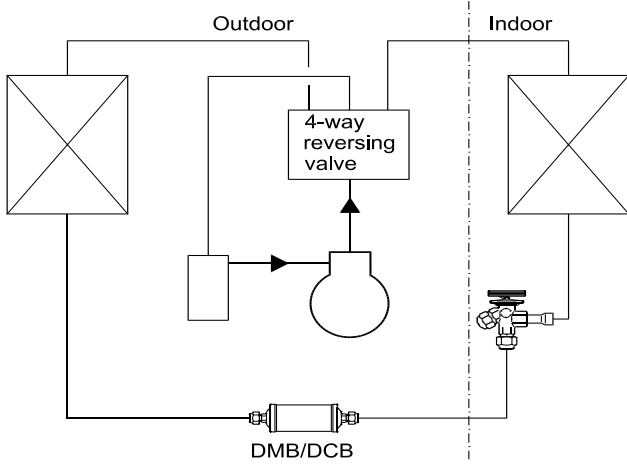 Outdoor
Indoor
4-way
reversing
valve
DMB/DCB